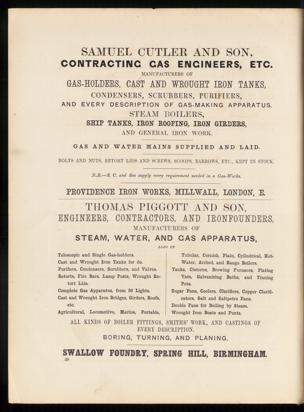 SAMUEL CUTLER AND SON,
CONTRACTING GAS ENGINEERS, ETC.
MANUFACTURERS OF
GAS-HOLDERS, CAST AND WROUGHT IRON TANKS,
CONDENSERS, SCRUBBERS, PURIFIERS,
AND EVERY DESCRIPTION OF GAS-MAKING APPARATUS.
STEAM BOILERS,
SHIP TANKS, IRON ROOFING, IRON GIRDERS,
AND GENERAL IRON WORK.
GAS AND WATER MAINS SUPPLIED AND LAID.
BOLTS AND NUTS, RETORT LIDS AND SCREWS, SCOOPS, BARROWS, ETC., KEPT IN STOCK.
N.B.—S. C. and Son supply every requirement needed in a Gas-Works.
PROVIDENCE IRON WORKS, MILLWALL, LONDON, E.
THOMAS PIGGOTT AND SON,
ENGINEERS, CONTRACTORS, AND IRONFOUNDERS,
MANUFACTURERS OF
STEAM, WATER, AND GAS APPARATUS,
ALSO OF
Telescopic and Single Gas-holders.
Cast and Wrought Iron Tanks for do.
Purifiers, Condensers, Scrubbers, and Valves.
Retorts, Fire Bars, Lamp Posts, Wrought Retort Lids.
Complete Gas Apparatus, from 20 Lights.
Cast and Wrought Iron Bridges, Girders, Roofs, etc.
Agricultural, Locomotive, Marine, Portable,
Tubular, Cornish, Plain, Cylindrical, Hot-
Water, Arched, and Range Boilers.
Tanks, Cisterns, Brewing Furnaces, Floating
Vats, Galvanizing Baths, and Tinning
Pots.
Sugar Pans, Coolers, Clarifiers, Copper Clarifi-
cators, Salt and Saltpetre Pans.
Double Pans for Boiling by Steam.
Wrought Iron Boats and Punts.
ALL KINDS OF BOILER FITTINGS, SMITHS' WORK, AND CASTINGS OF
EVERY DESCRIPTION.
BORING, TURNING, AND PLANING.
SWALLOW FOUNDRY, SPRING HILL, BIRMINGHAM.